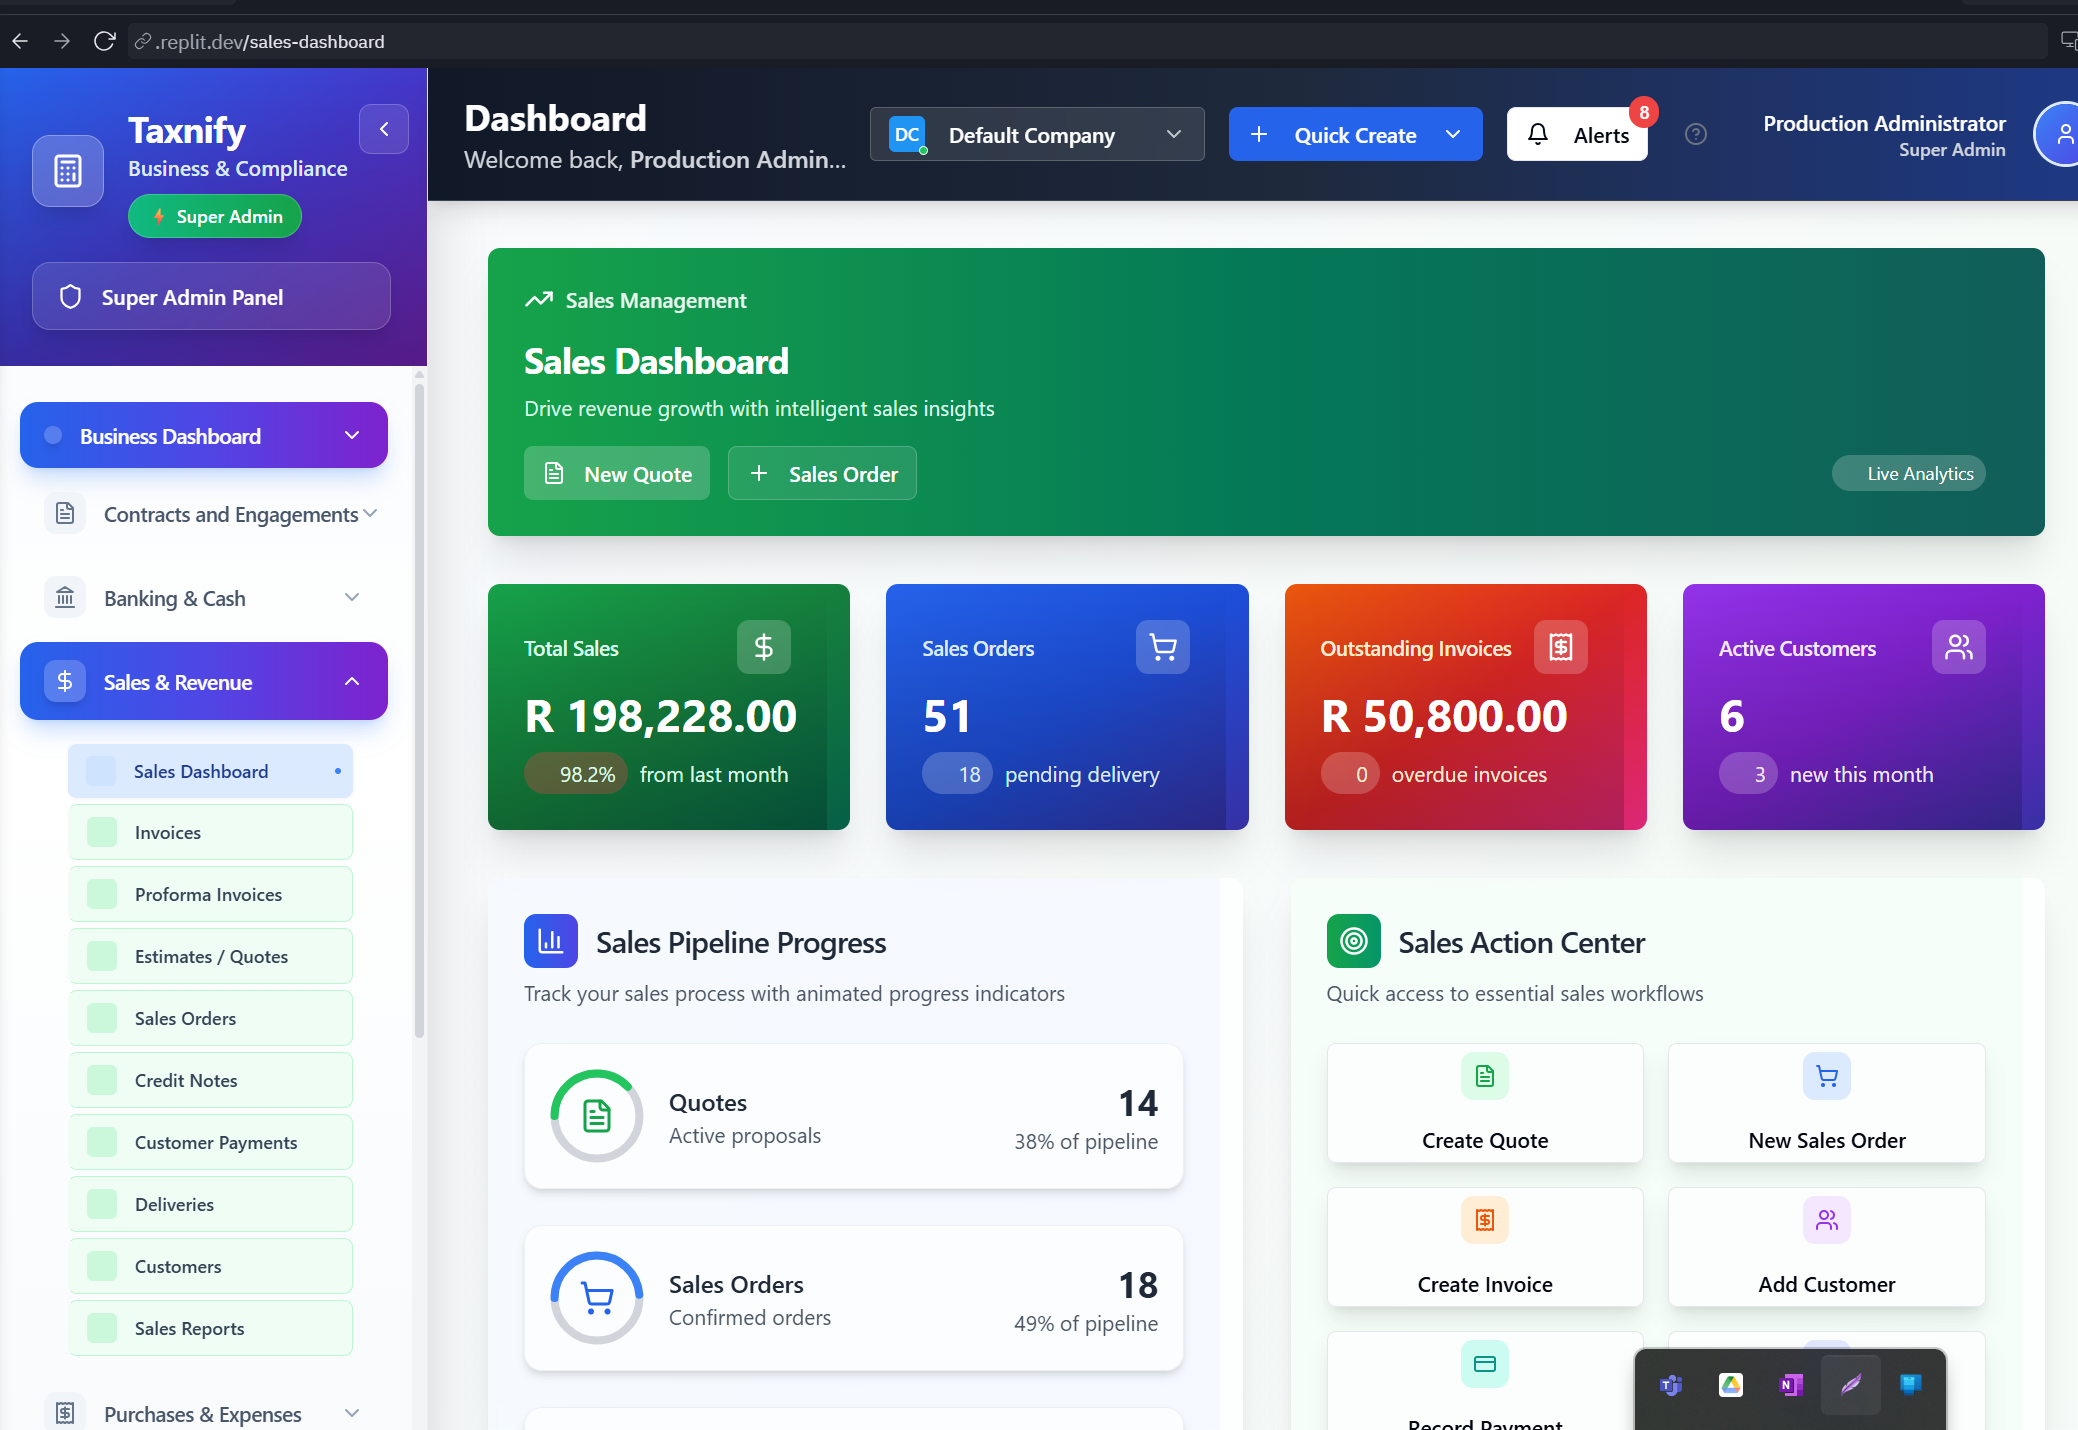 .replit.dev/sales-dashboard
Taxnify
Business & Compliance
Super Admin
Super Admin Panel
Business Dashboard
Contracts and Engagements
Banking & Cash
Sales & Revenue
Sales Dashboard
Invoices
Proforma Invoices
Estimates / Quotes
Sales Orders
Credit Notes
Customer Payments
Deliveries
Customers
Sales Reports
Purchases & Expenses
Dashboard
Welcome back, Production Admin...
DC Default Company
Quick Create
Alerts 8
Production Administrator
Super Admin
Sales Management
Sales Dashboard
Drive revenue growth with intelligent sales insights
New Quote
Sales Order
Live Analytics
Total Sales
R 198,228.00
98.2% from last month
Sales Orders
51
18 pending delivery
Outstanding Invoices
R 50,800.00
0 overdue invoices
Active Customers
6
3 new this month
Sales Pipeline Progress
Track your sales process with animated progress indicators
Quotes
Active proposals
14
38% of pipeline
Sales Orders
Confirmed orders
18
49% of pipeline
Sales Action Center
Quick access to essential sales workflows
Create Quote
New Sales Order
Create Invoice
Add Customer
Record Payment